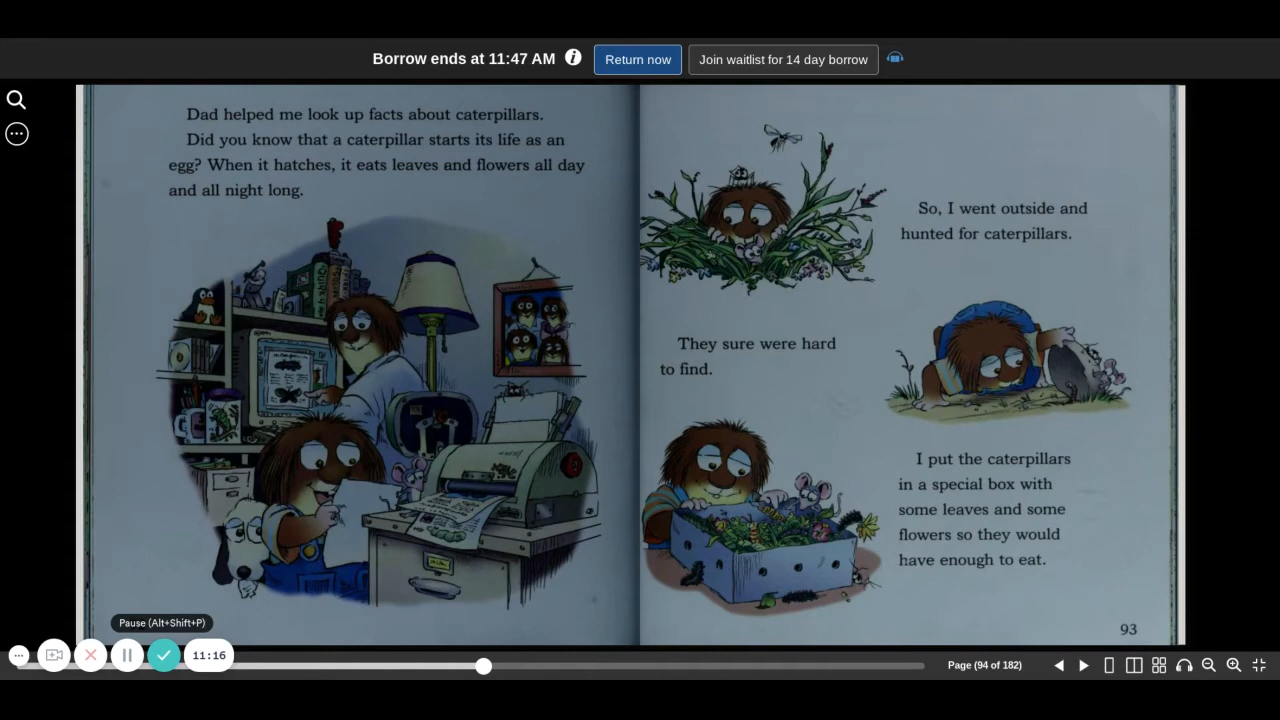 Borrow ends at 11:47 AM
Return now
Join waitlist for 14 day borrow
Dad helped me look up facts about caterpillars.
Did you know that a caterpillar starts its life as an
egg? When it hatches, it eats leaves and flowers all day
and all night long.
So, I went outside and
hunted for caterpillars.
They sure were hard
to find.
I put the caterpillars
in a special box with
some leaves and some
flowers so they would
have enough to eat.
93
Pause (Alt+Shift+P)
11:16
Page (94 of 182)